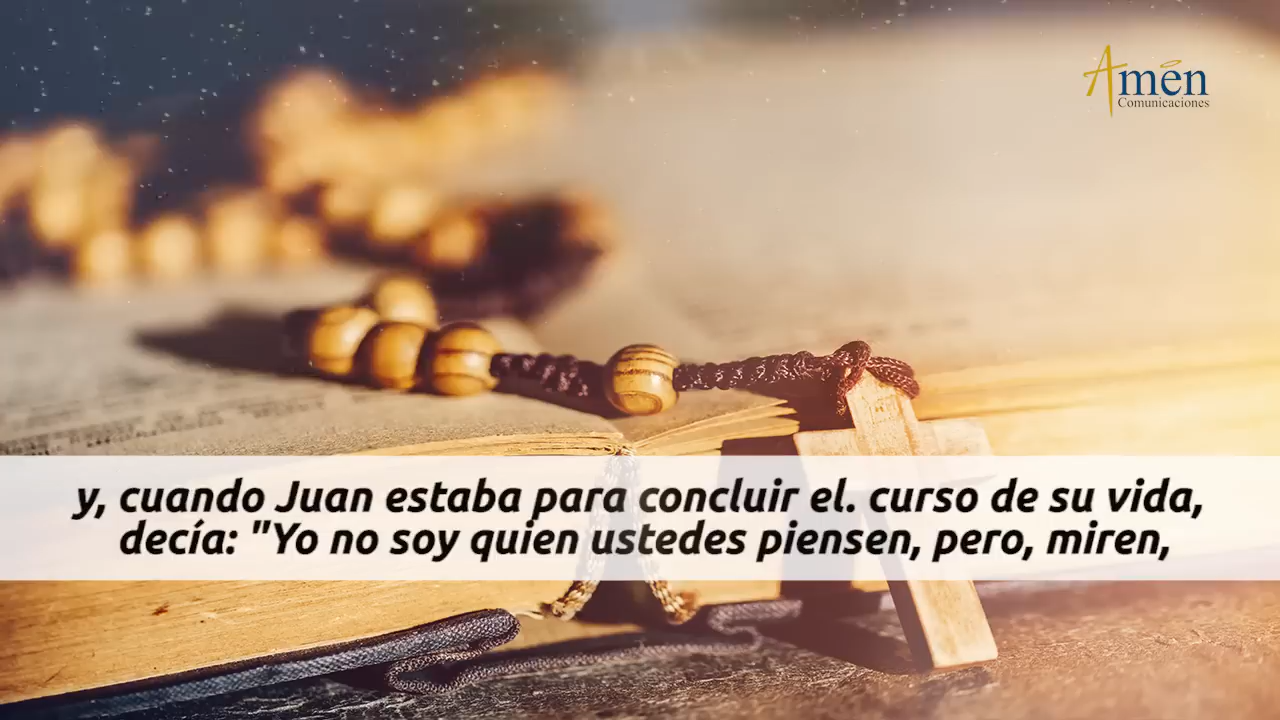 Amén
Comunicaciones
y, cuando Juan estaba para concluir el. curso de su vida,
decía: "Yo no soy quien ustedes piensen, pero, miren,